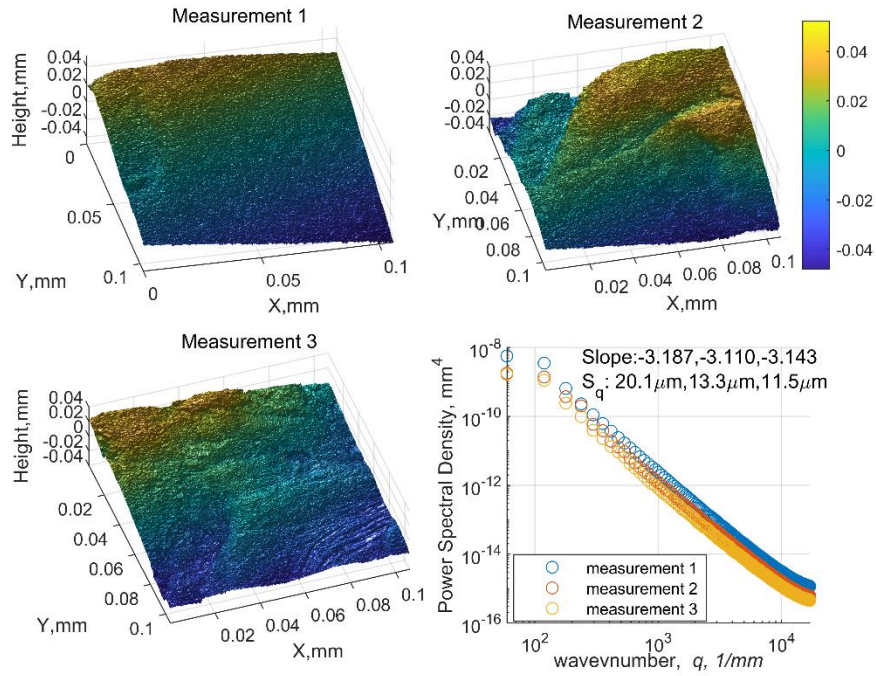 Measurement 1
0.04
0.02
0
-0.02
-0.04
Height,mm
0
0.05
0.1
Y,mm
0
0.05
0.1
X,mm
Measurement 2
0.04
0.02
0
-0.02
-0.04
Height,mm
0.02
0.04
0.06
0.08
0.1
Y,mm
0.02
0.04
0.06
0.08
0.1
X,mm
0.04
0.02
0
-0.02
-0.04
Measurement 3
0.04
0.02
0
-0.02
-0.04
Height,mm
0.02
0.04
0.06
0.08
0.1
Y,mm
0.02
0.04
0.06
0.08
0.1
X,mm
Slope:-3.187,-3.110,-3.143
S_q: 20.1μm,13.3μm,11.5μm
10^-8
10^-10
10^-12
10^-14
10^-16
Power Spectral Density, mm^4
measurement 1
measurement 2
measurement 3
10^2
10^3
10^4
wavevnumber, q, 1/mm